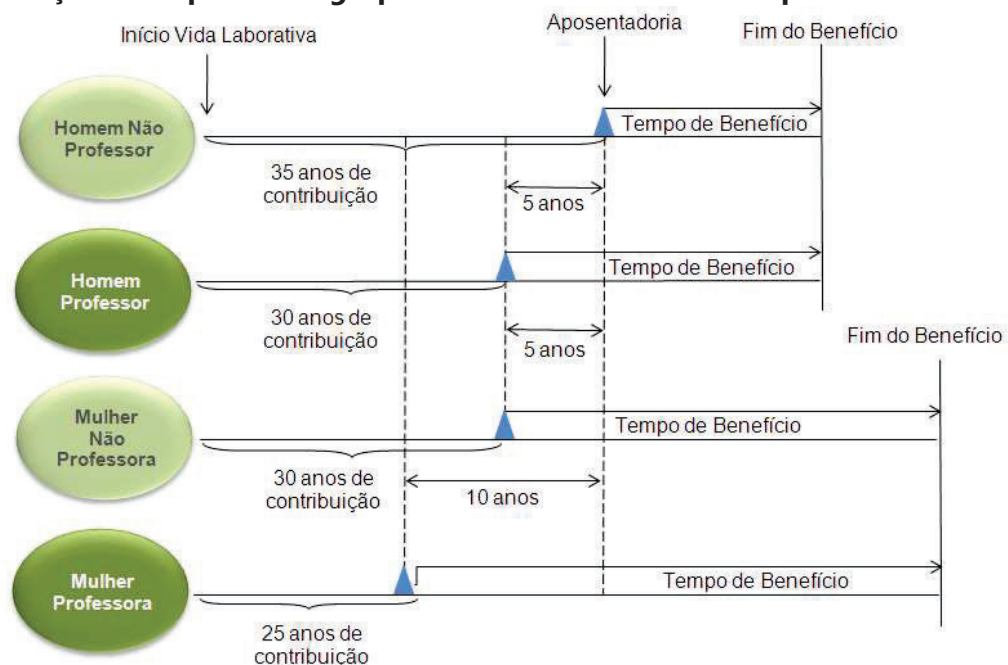 Início Vida Laborativa
Aposentadoria
Fim do Benefício
Homem Não
Professor
Tempo de Benefício
35 anos de
contribuição
5 anos
Homem
Professor
Tempo de Benefício
30 anos de
contribuição
5 anos
Fim do Benefício
Mulher
Não
Professora
Tempo de Benefício
30 anos de
contribuição
10 anos
Mulher
Professora
Tempo de Benefício
25 anos de
contribuição